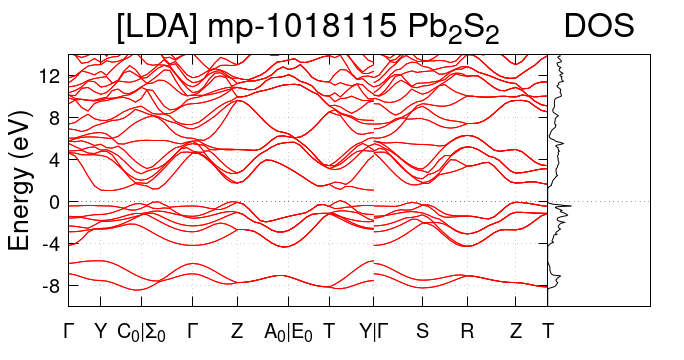 [LDA] mp-1018115 Pb₂S₂ DOS
Energy (eV)
12
8
4
0
-4
-8
Γ Y C₀|Σ₀ Γ Z A₀|E₀ T Y|Γ S R Z T